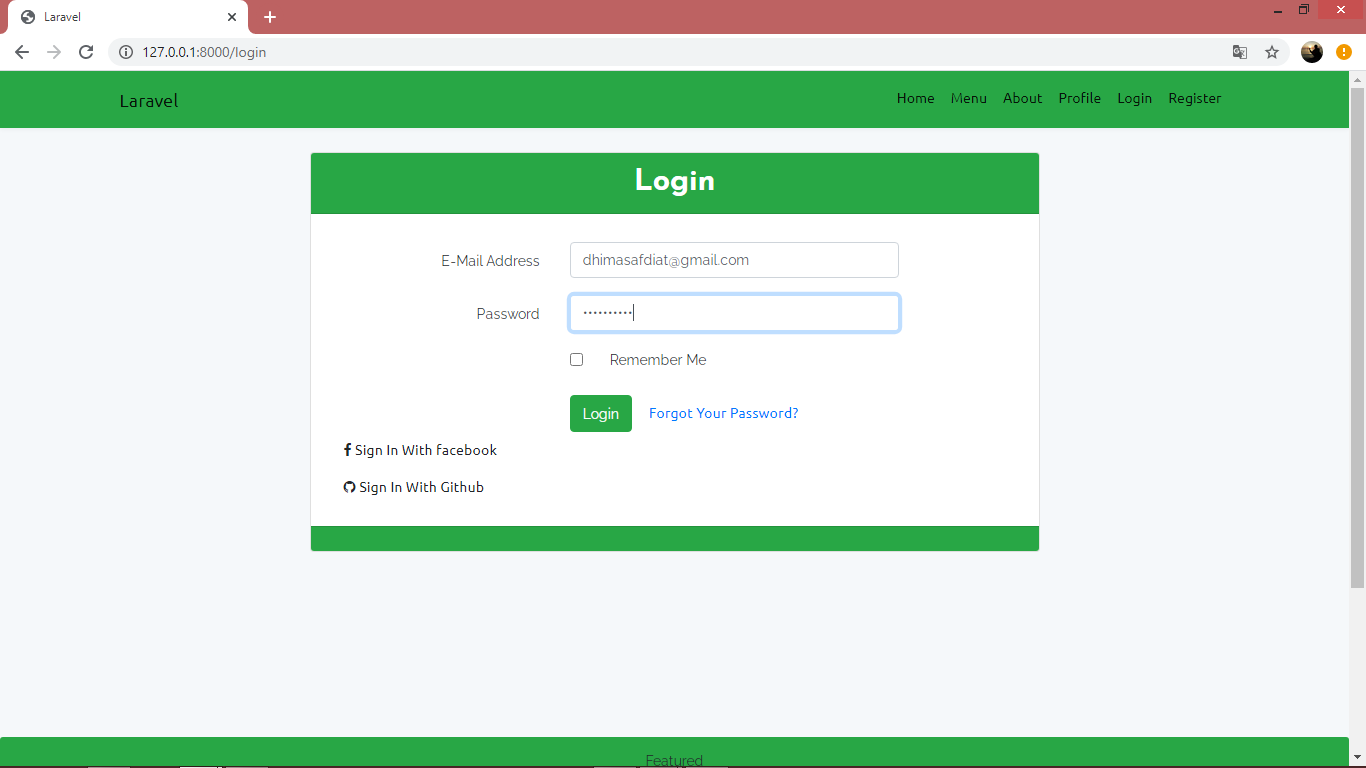 Laravel
127.0.0.1:8000/login
Laravel
Home Menu About Profile Login Register
Login
E-Mail Address dhimasafdiat@gmail.com
Password ••••••••••
Remember Me
Login Forgot Your Password?
Sign In With facebook
Sign In With Github
Featured